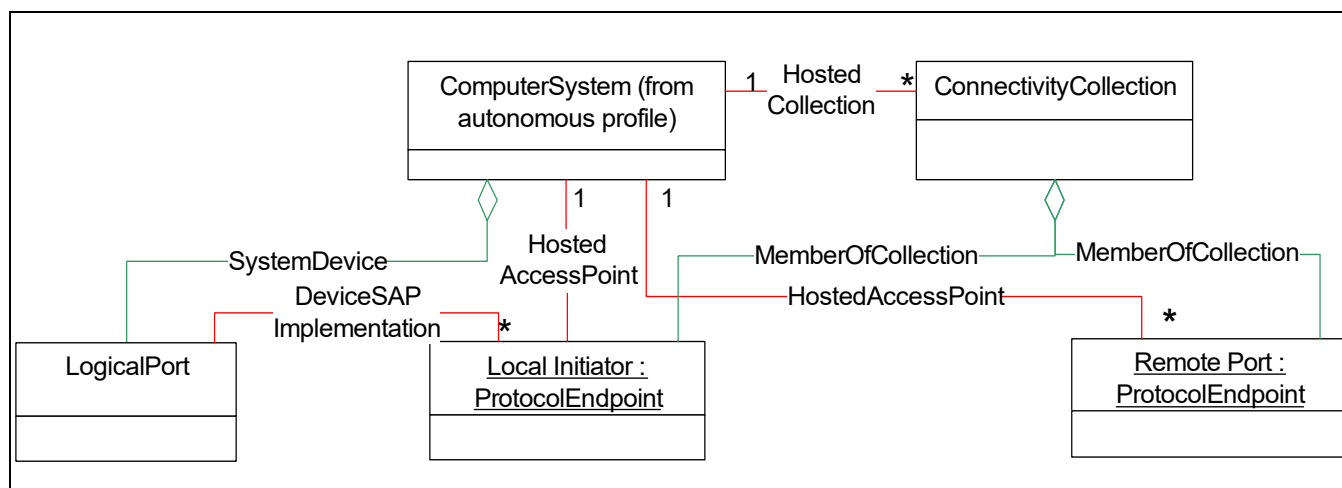 ComputerSystem (from
autonomous profile)
1
Hosted
Collection
*
ConnectivityCollection
1
1
Hosted
AccessPoint
SystemDevice
MemberOfCollection
MemberOfCollection
DeviceSAP
Implementation
*
HostedAccessPoint
*
LogicalPort
Local Initiator :
ProtocolEndpoint
Remote Port :
ProtocolEndpoint